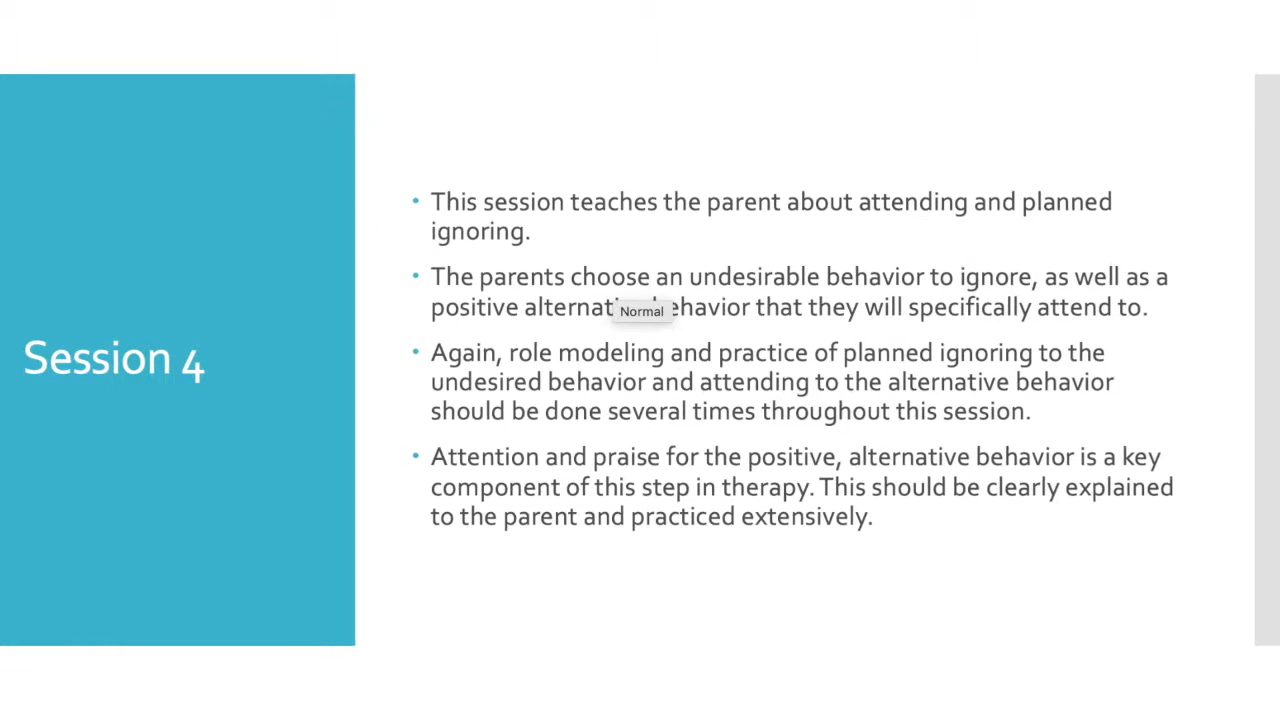 Session 4
• This session teaches the parent about attending and planned
ignoring.
• The parents choose an undesirable behavior to ignore, as well as a
positive alternative behavior that they will specifically attend to.
Normal
• Again, role modeling and practice of planned ignoring to the
undesired behavior and attending to the alternative behavior
should be done several times throughout this session.
• Attention and praise for the positive, alternative behavior is a key
component of this step in therapy. This should be clearly explained
to the parent and practiced extensively.